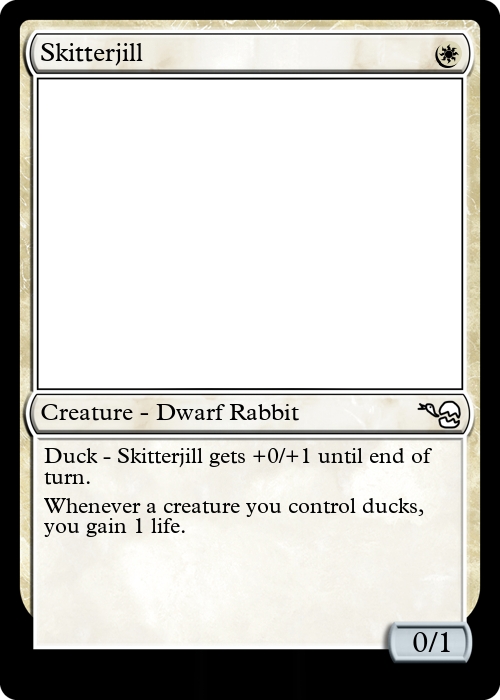 Skitterjill
Creature - Dwarf Rabbit
Duck - Skitterjill gets +0/+1 until end of
turn.
Whenever a creature you control ducks,
you gain 1 life.
0/1